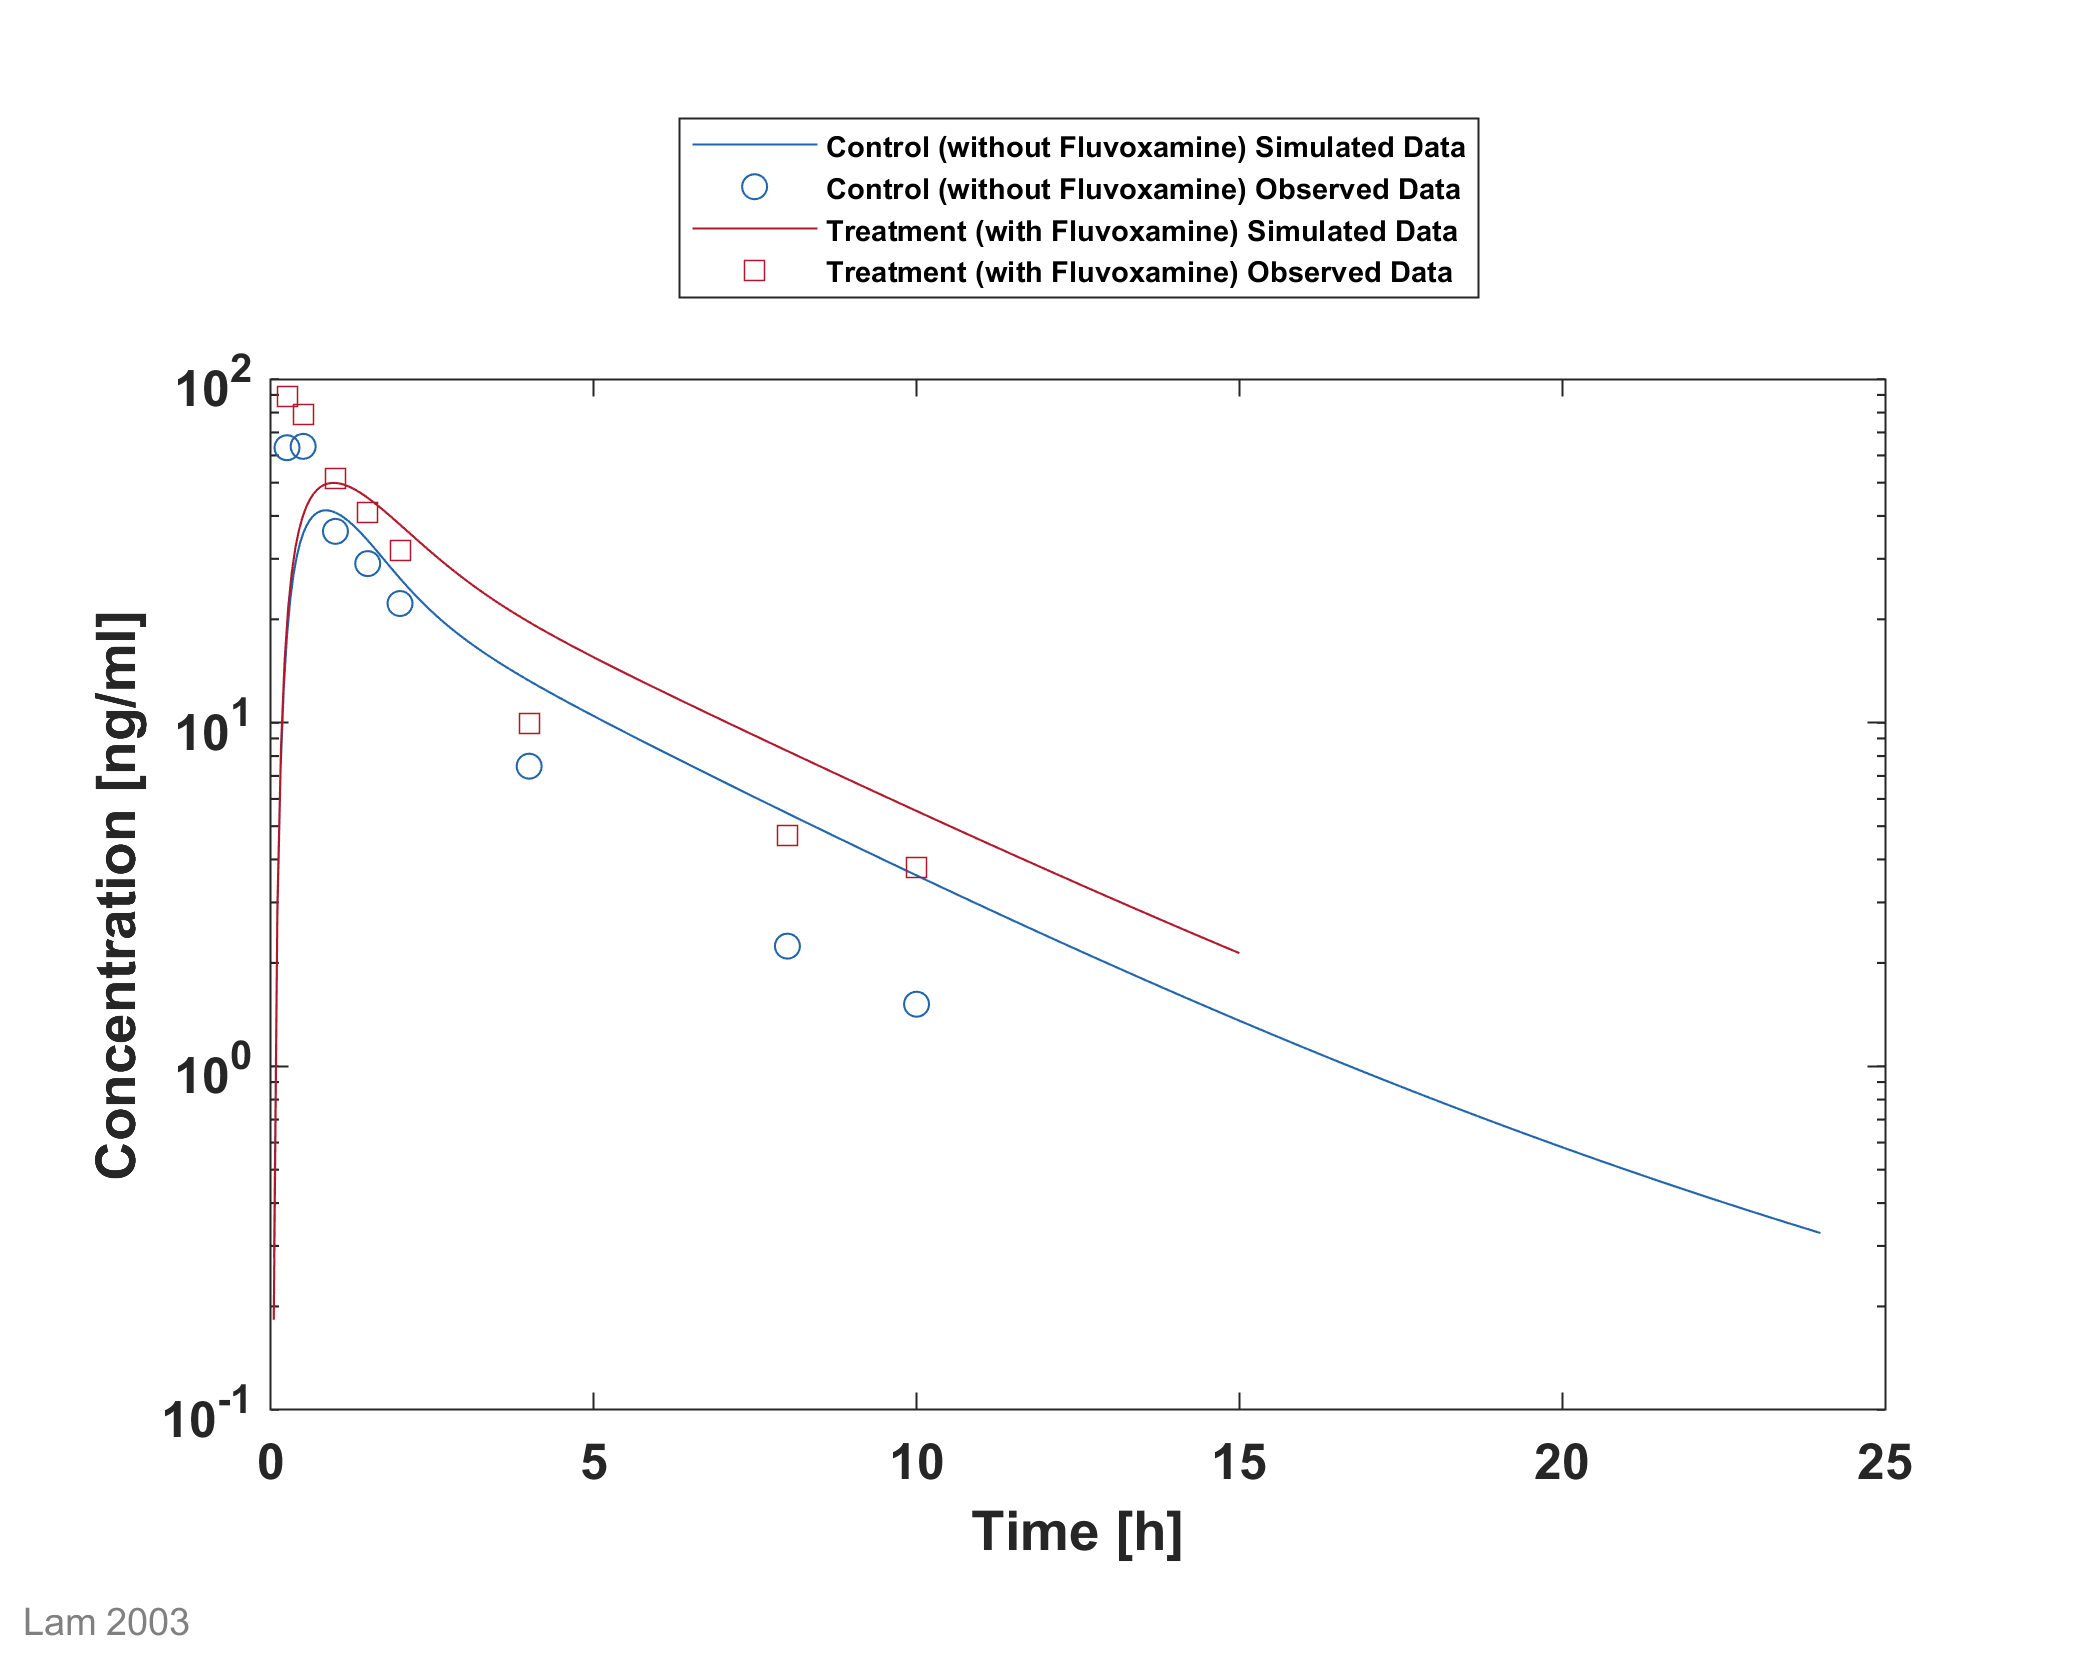 Control (without Fluvoxamine) Simulated Data
Control (without Fluvoxamine) Observed Data
Treatment (with Fluvoxamine) Simulated Data
Treatment (with Fluvoxamine) Observed Data
10^2
10^1
10^0
10^-1
Concentration [ng/ml]
0 5 10 15 20 25
Time [h]
Lam 2003